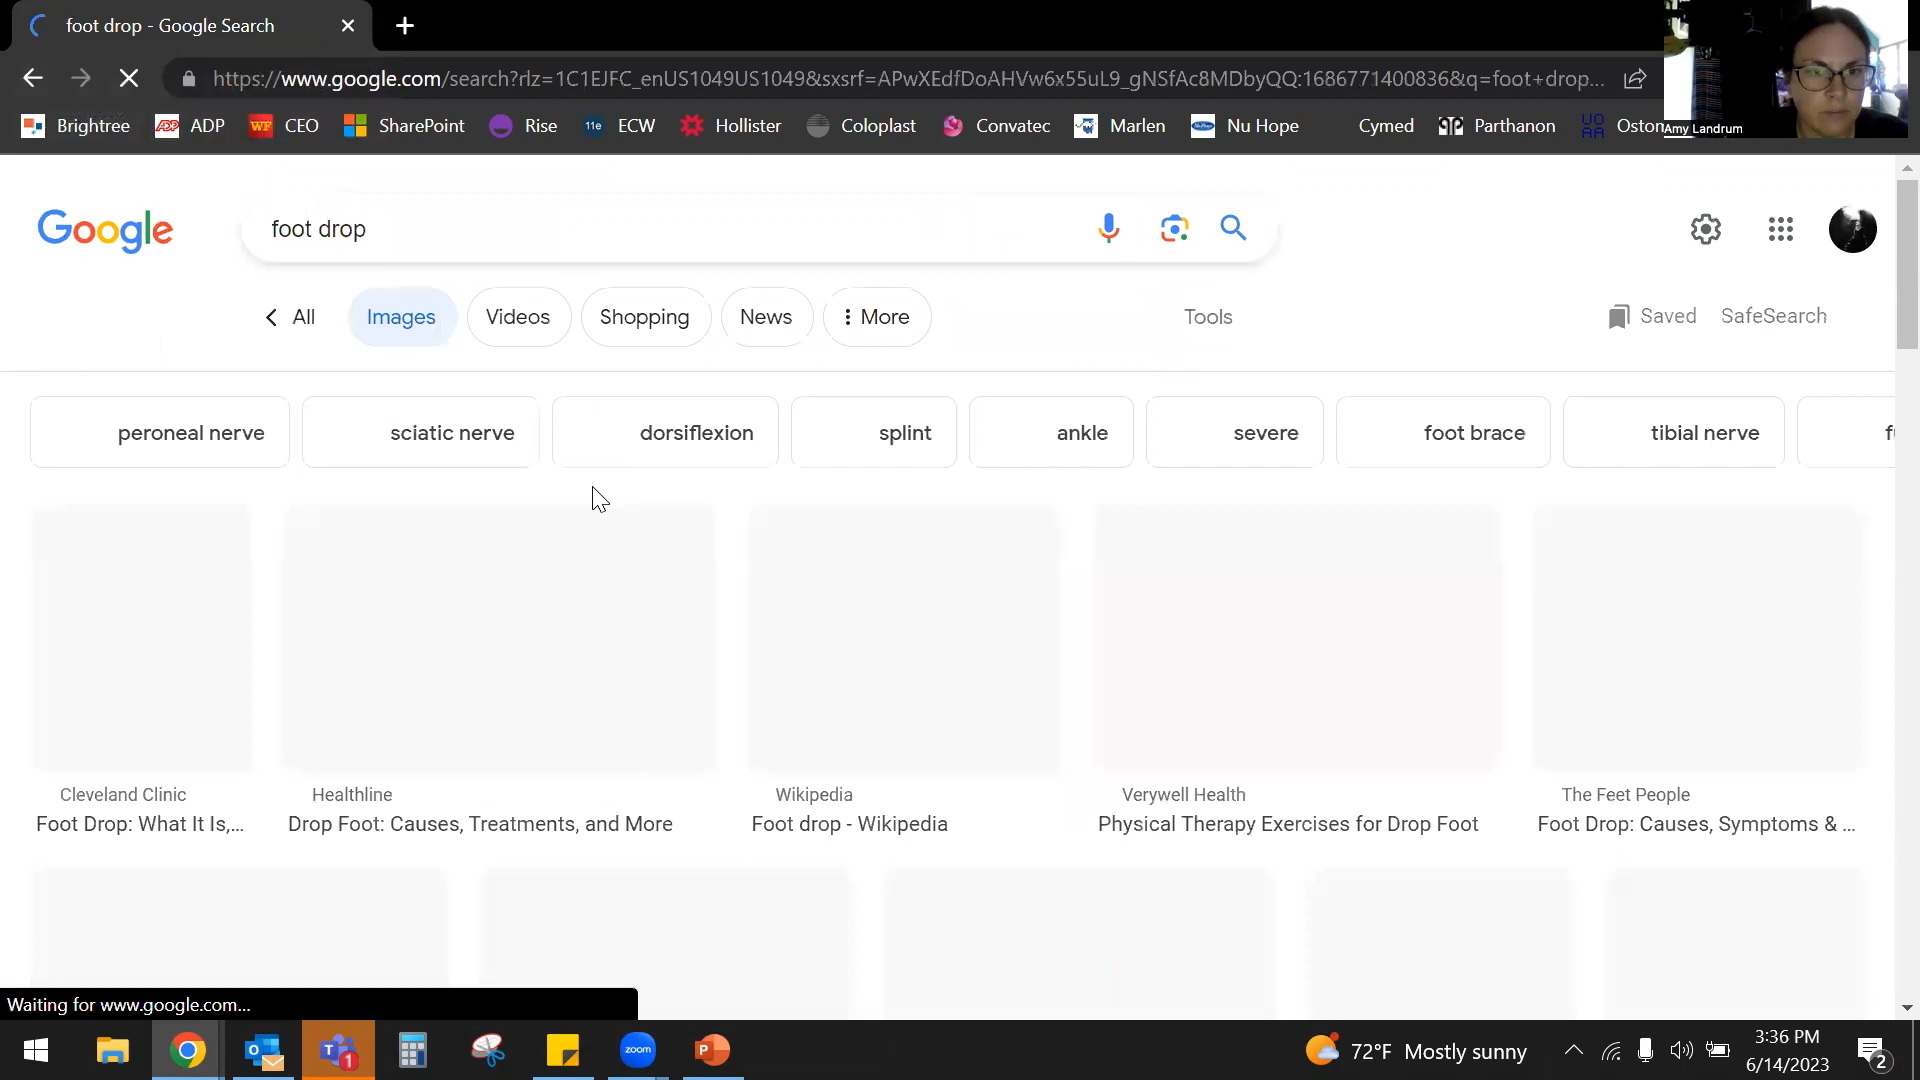 foot drop - Google Search
https://www.google.com/search?rlz=1C1EJFC_enUS1049US1049&sxsrf=APwXEdfDoAHVw6x55uL9_gNSfAc8MDbyQQ:1686771400836&q=foot+drop...
Brightree ADP CEO SharePoint Rise 11e ECW Hollister Coloplast Convatec Marlen Nu Hope Cymed Parthanon UOAA Ostom
Amy Landrum
Google
foot drop
All Images Videos Shopping News More Tools Saved SafeSearch
peroneal nerve sciatic nerve dorsiflexion splint ankle severe foot brace tibial nerve
Cleveland Clinic Healthline Wikipedia Verywell Health The Feet People
Foot Drop: What It Is,... Drop Foot: Causes, Treatments, and More Foot drop - Wikipedia Physical Therapy Exercises for Drop Foot Foot Drop: Causes, Symptoms & ...
Waiting for www.google.com...
zoom
72°F Mostly sunny
3:36 PM
6/14/2023
2